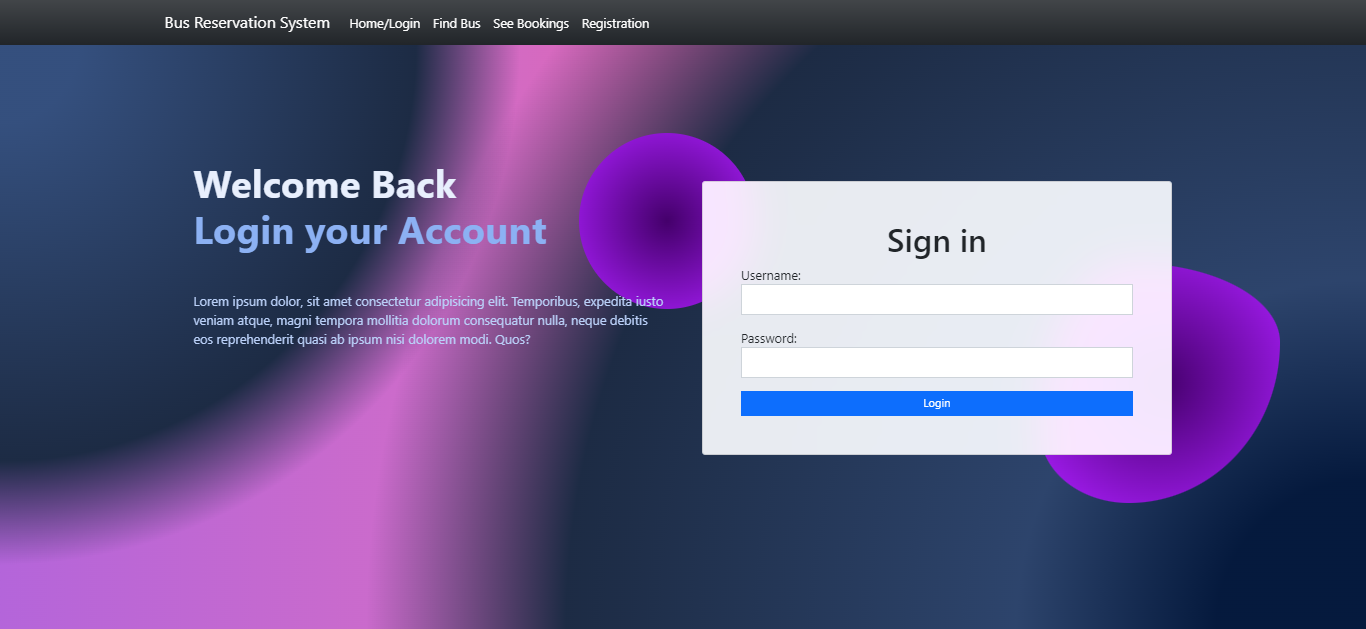 Bus Reservation System Home/Login Find Bus See Bookings Registration
Welcome Back
Login your Account
Lorem ipsum dolor, sit amet consectetur adipisicing elit. Temporibus, expedita iusto
veniam atque, magni tempora mollitia dolorum consequatur nulla, neque debitis
eos reprehenderit quasi ab ipsum nisi dolorem modi. Quos?
Sign in
Username:
Password:
Login